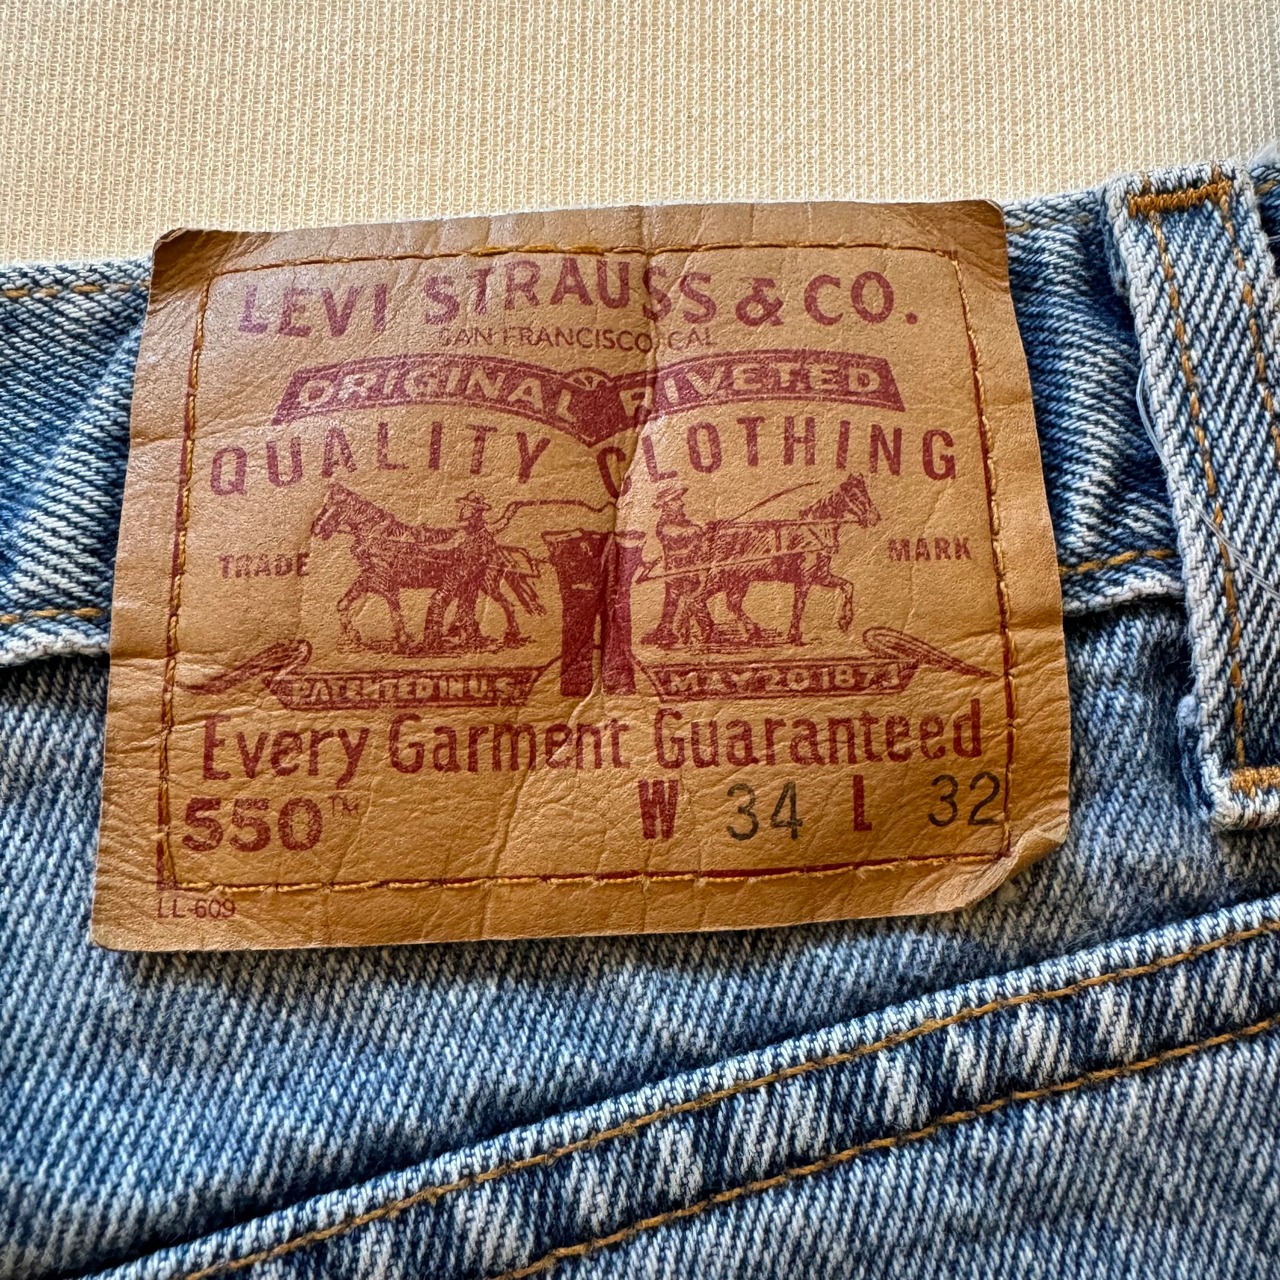 LEVI STRAUSS & CO.
SAN FRANCISCO, CAL
ORIGINAL RIVETED
QUALITY CLOTHING
TRADE MARK
PATENTED IN U.S. MAY 20 1873
Every Garment Guaranteed
550™ W 34 L 32
LL-609